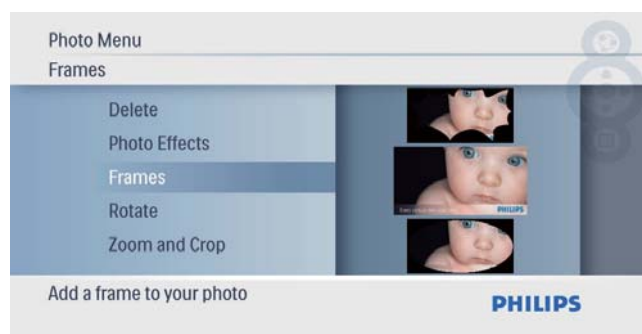 Photo Menu
Frames
Delete
Photo Effects
Frames
Rotate
Zoom and Crop
PHILIPS
Add a frame to your photo
PHILIPS